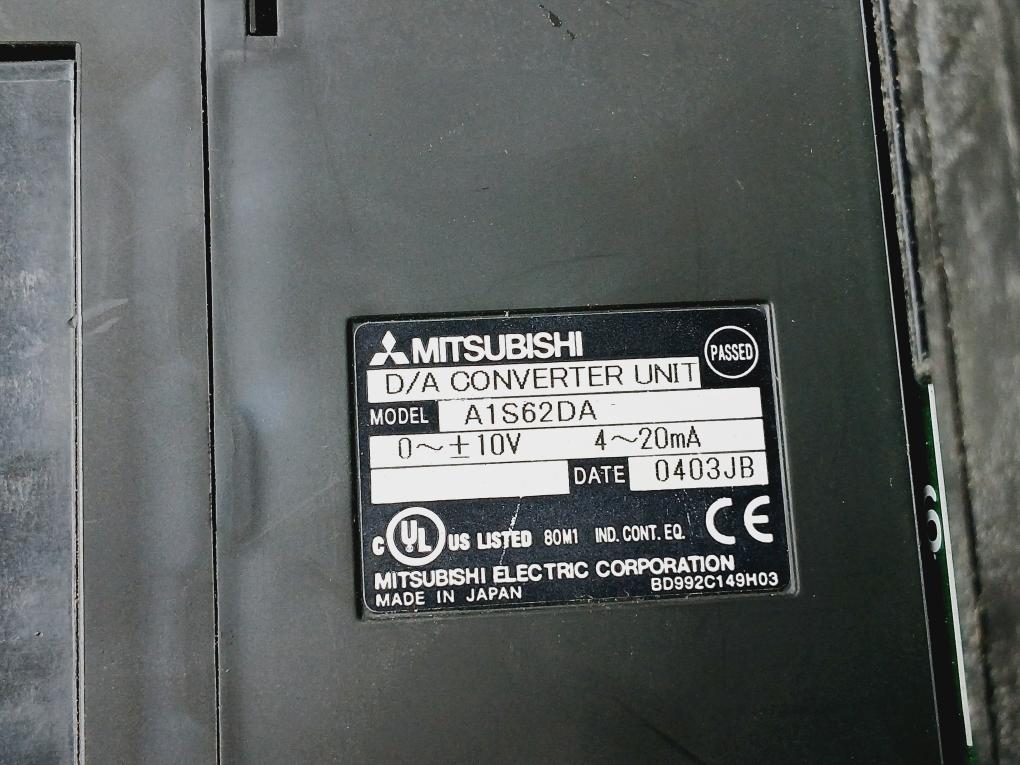 MITSUBISHI PASSED
D/A CONVERTER UNIT
MODEL A1S62DA
0～±10V 4～20mA
DATE 0403JB
C UL US LISTED 80M1 IND. CONT. EQ. CE
MITSUBISHI ELECTRIC CORPORATION
MADE IN JAPAN BD992C149H03